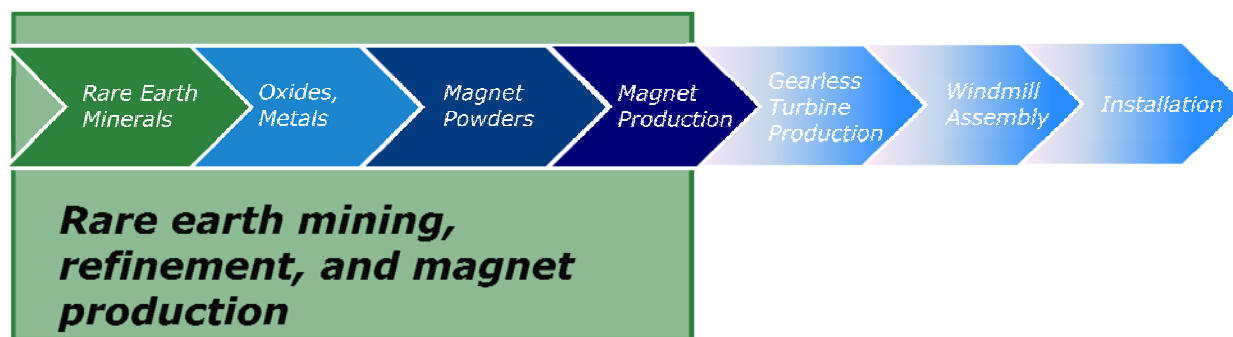 Rare Earth
Minerals
Oxides,
Metals
Magnet
Powders
Magnet
Production
Gearless
Turbine
Production
Windmill
Assembly
Installation
Rare earth mining,
refinement, and magnet
production